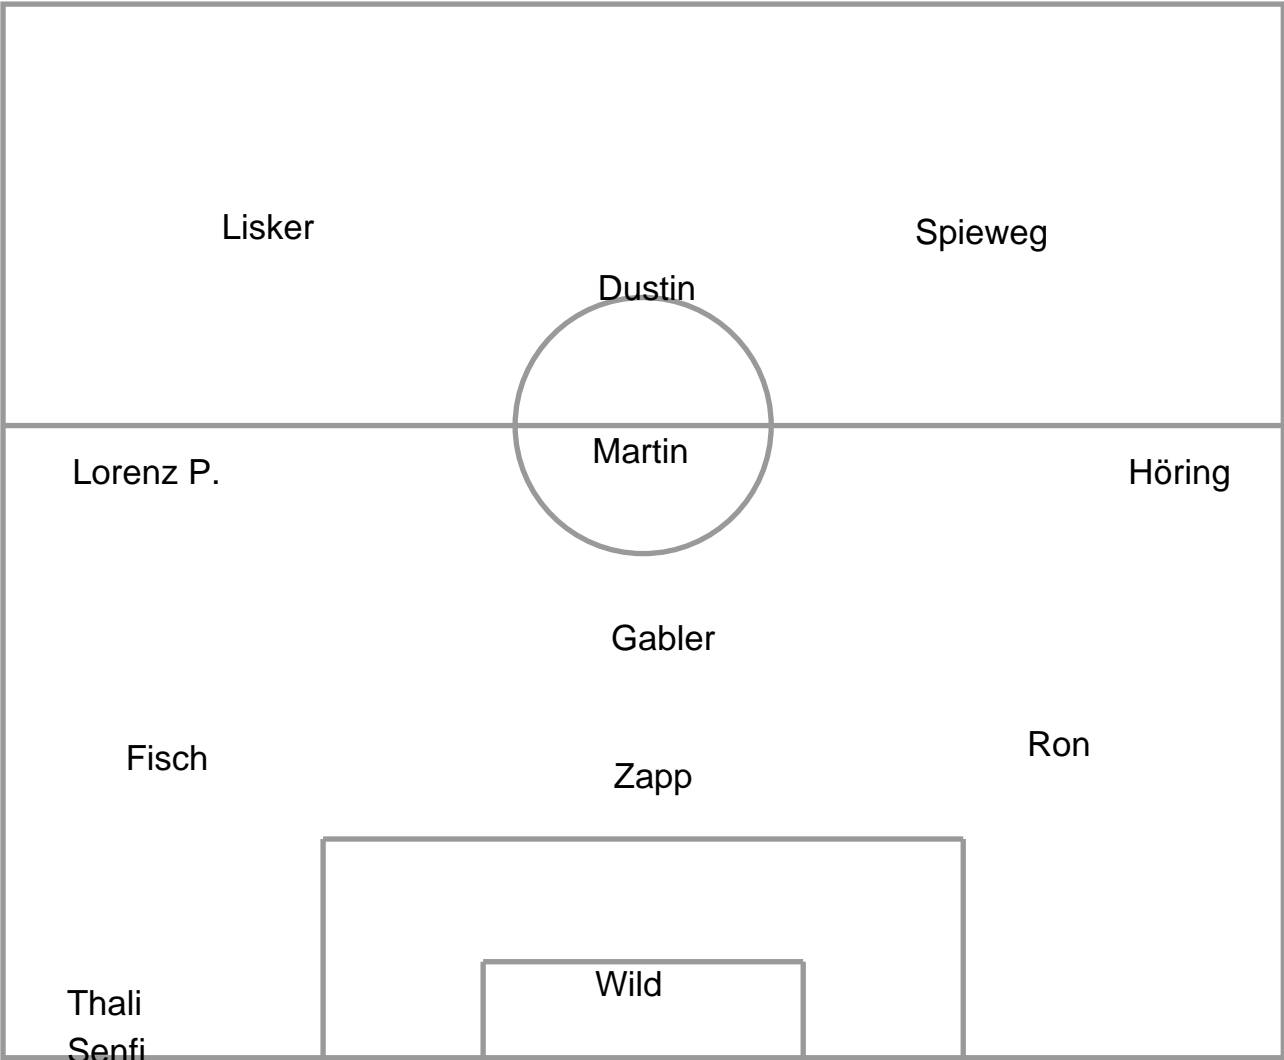 Lisker
Spieweg
Dustin
Martin
Lorenz P.
Höring
Gabler
Fisch
Ron
Zapp
Wild
Thali
Senfi